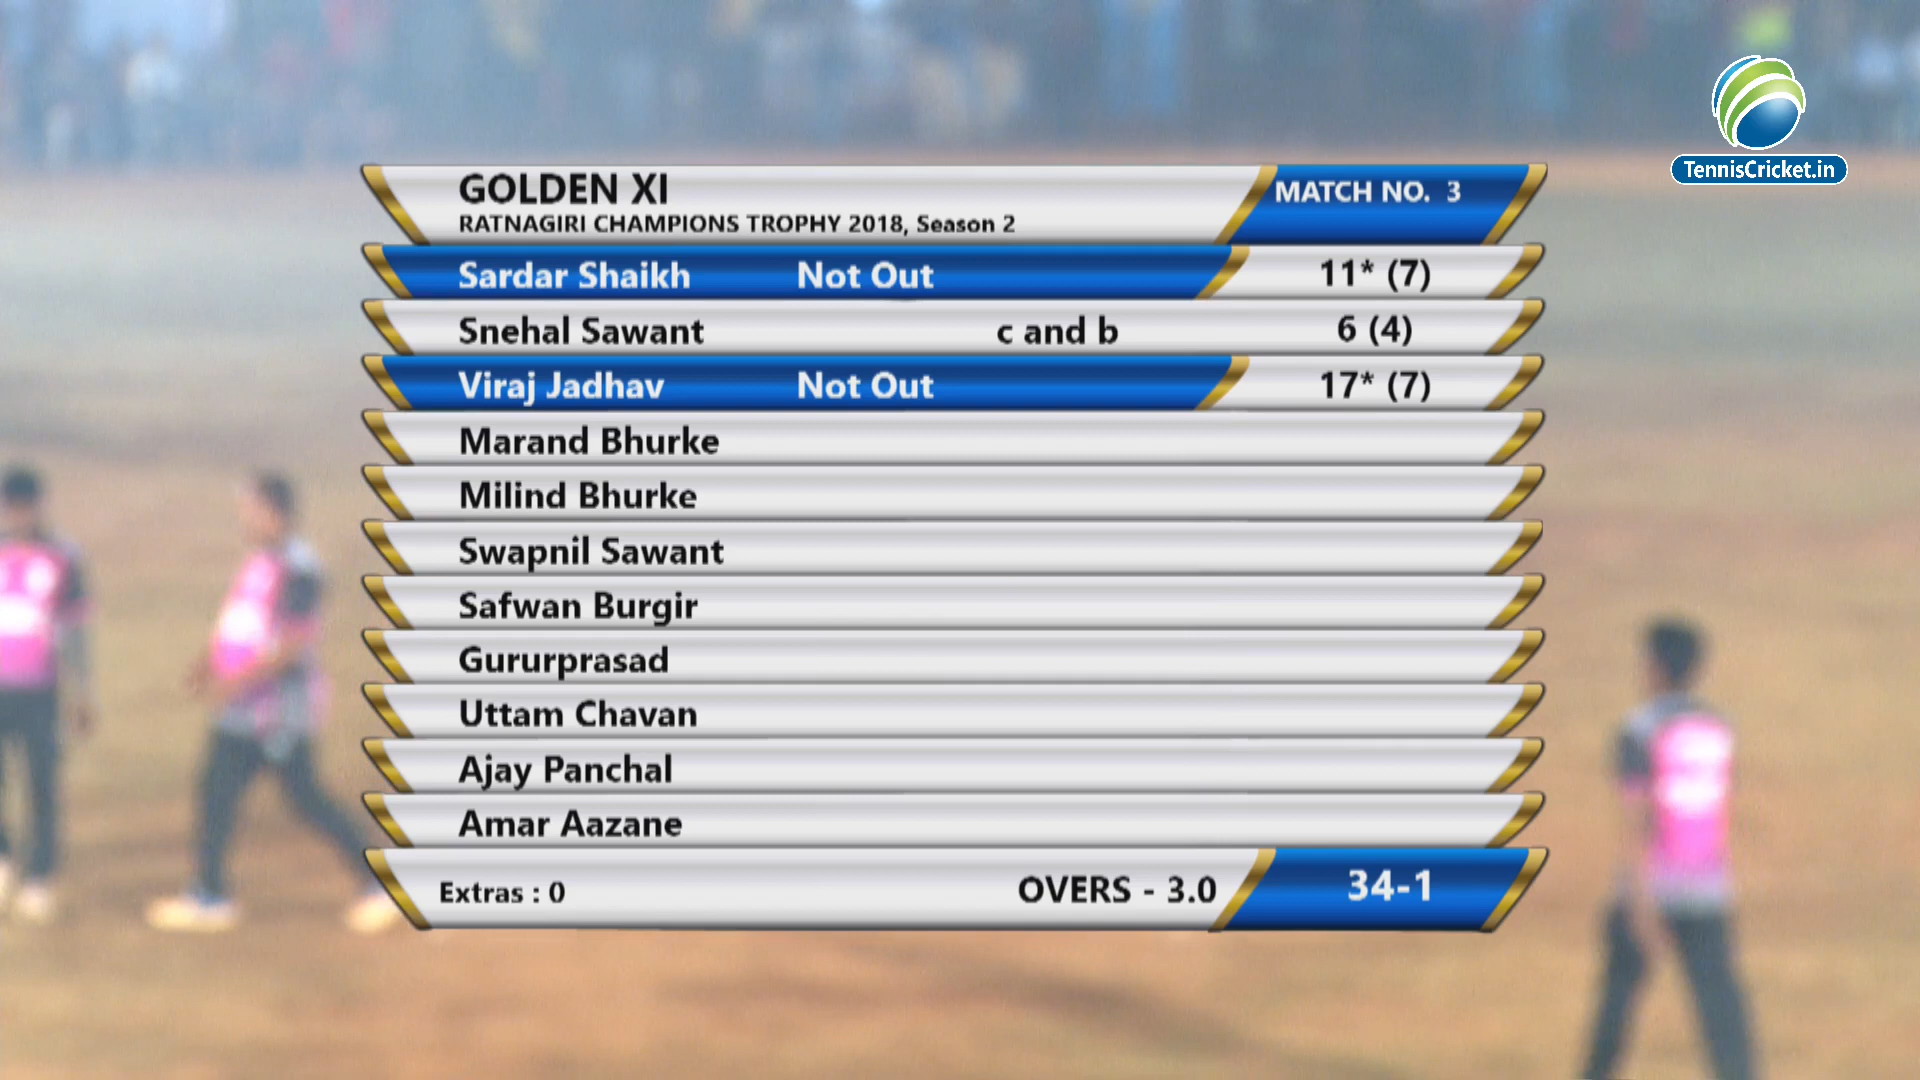 TennisCricket.in
GOLDEN XI
MATCH NO. 3
RATNAGIRI CHAMPIONS TROPHY 2018, Season 2
Sardar Shaikh Not Out 11* (7)
Snehal Sawant c and b 6 (4)
Viraj Jadhav Not Out 17* (7)
Marand Bhurke
Milind Bhurke
Swapnil Sawant
Safwan Burgir
Gururprasad
Uttam Chavan
Ajay Panchal
Amar Aazane
Extras : 0 OVERS - 3.0 34-1